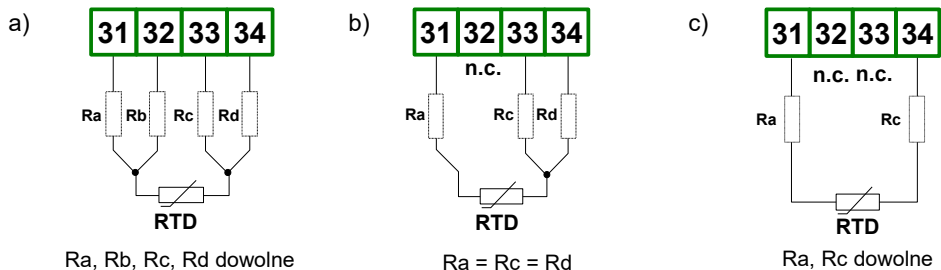 a)
31 32 33 34
Ra Rb Rc Rd
RTD
Ra, Rb, Rc, Rd dowolne
b)
31 32 33 34
n.c.
Ra Rc Rd
RTD
Ra = Rc = Rd
c)
31 32 33 34
n.c. n.c.
Ra Rc
RTD
Ra, Rc dowolne